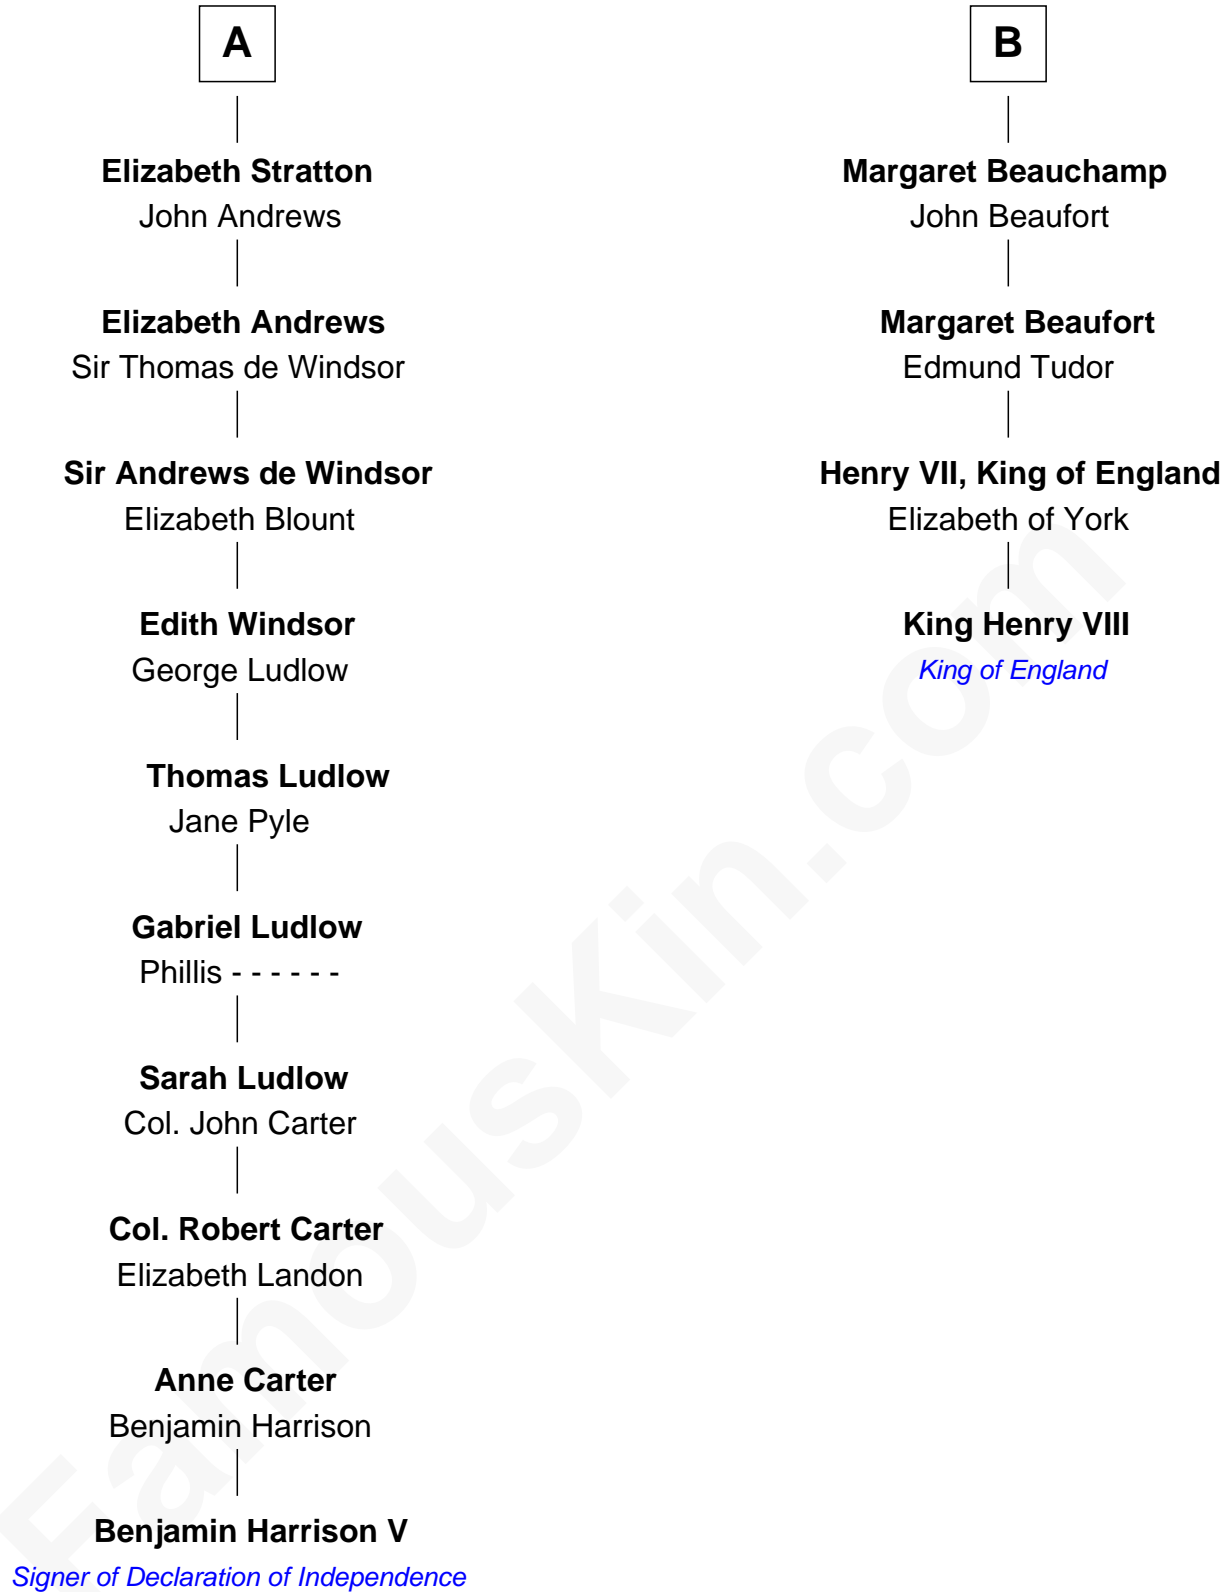 A
Elizabeth Stratton
John Andrews
Elizabeth Andrews
Sir Thomas de Windsor
Sir Andrews de Windsor
Elizabeth Blount
Edith Windsor
George Ludlow
Thomas Ludlow
Jane Pyle
Gabriel Ludlow
Phillis - - - - - -
Sarah Ludlow
Col. John Carter
Col. Robert Carter
Elizabeth Landon
Anne Carter
Benjamin Harrison
Benjamin Harrison V
Signer of Declaration of Independence
B
Margaret Beauchamp
John Beaufort
Margaret Beaufort
Edmund Tudor
Henry VII, King of England
Elizabeth of York
King Henry VIII
King of England
FamousKin.com